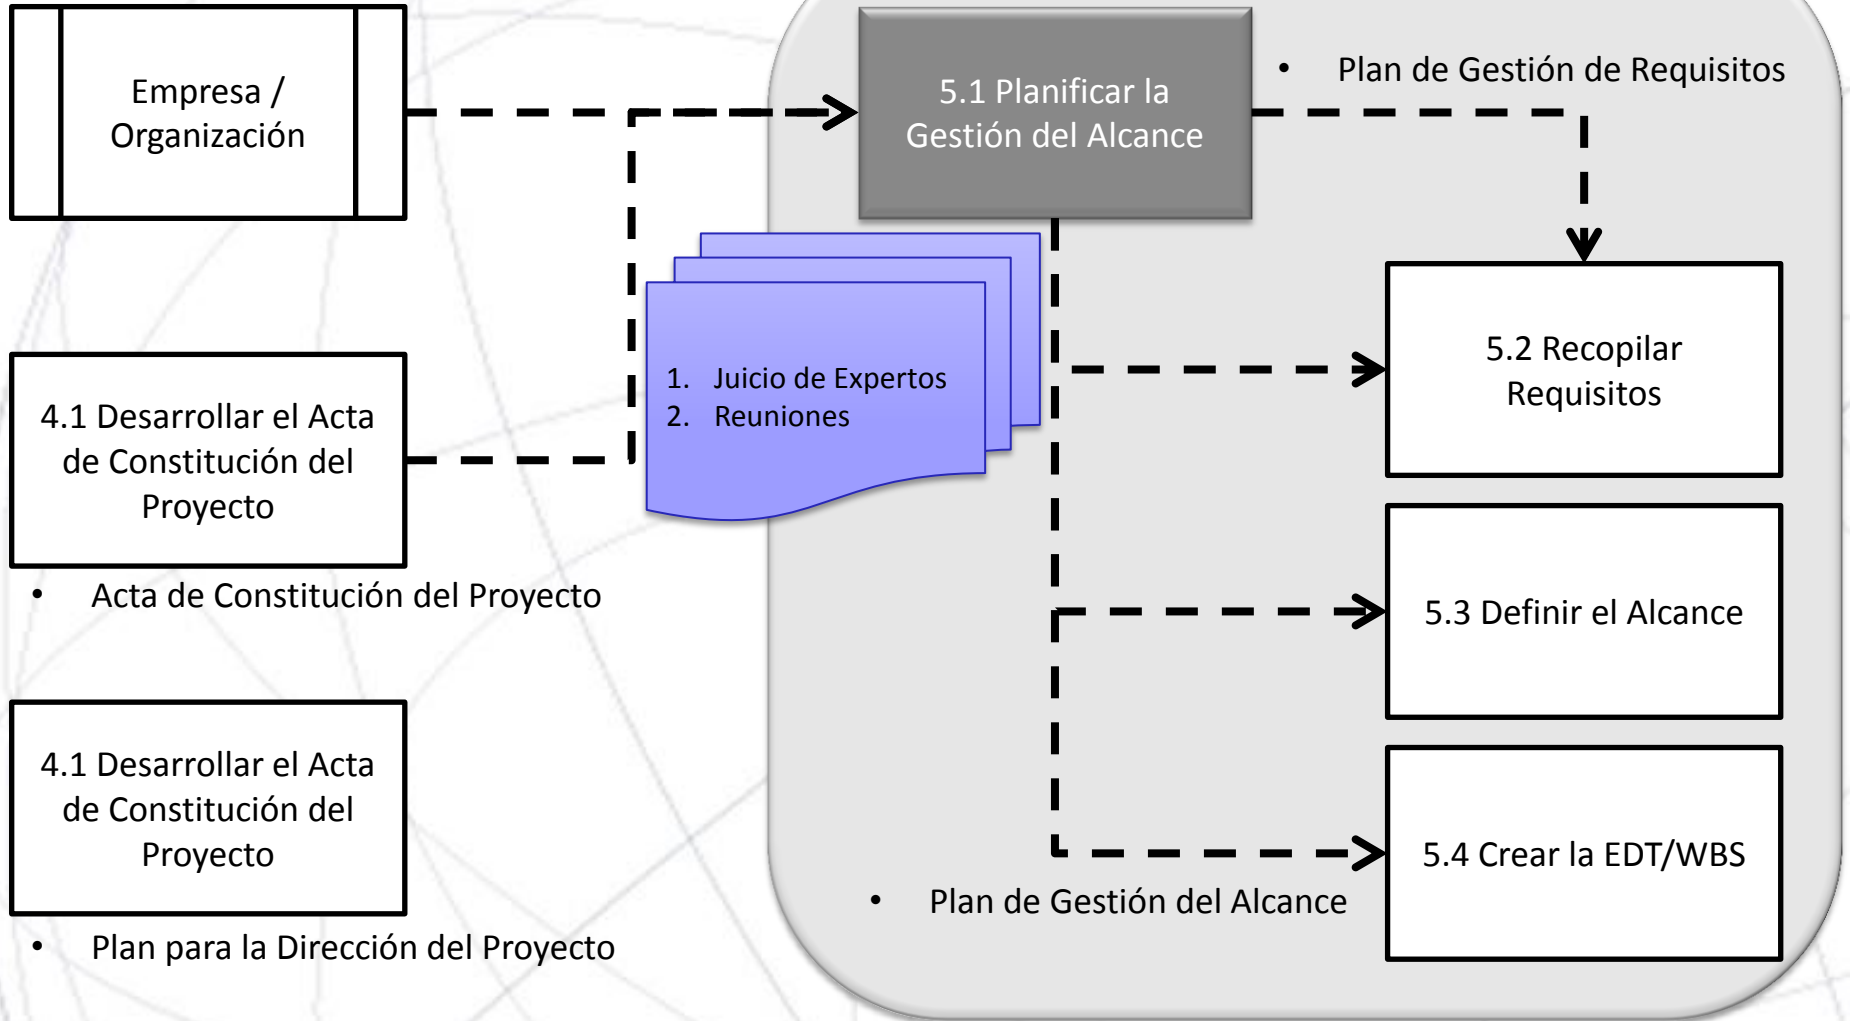 Empresa /
Organización
5.1 Planificar la
Gestión del Alcance
• Plan de Gestión de Requisitos
1. Juicio de Expertos
2. Reuniones
5.2 Recopilar
Requisitos
4.1 Desarrollar el Acta
de Constitución del
Proyecto
• Acta de Constitución del Proyecto
5.3 Definir el Alcance
4.1 Desarrollar el Acta
de Constitución del
Proyecto
• Plan para la Dirección del Proyecto
5.4 Crear la EDT/WBS
• Plan de Gestión del Alcance